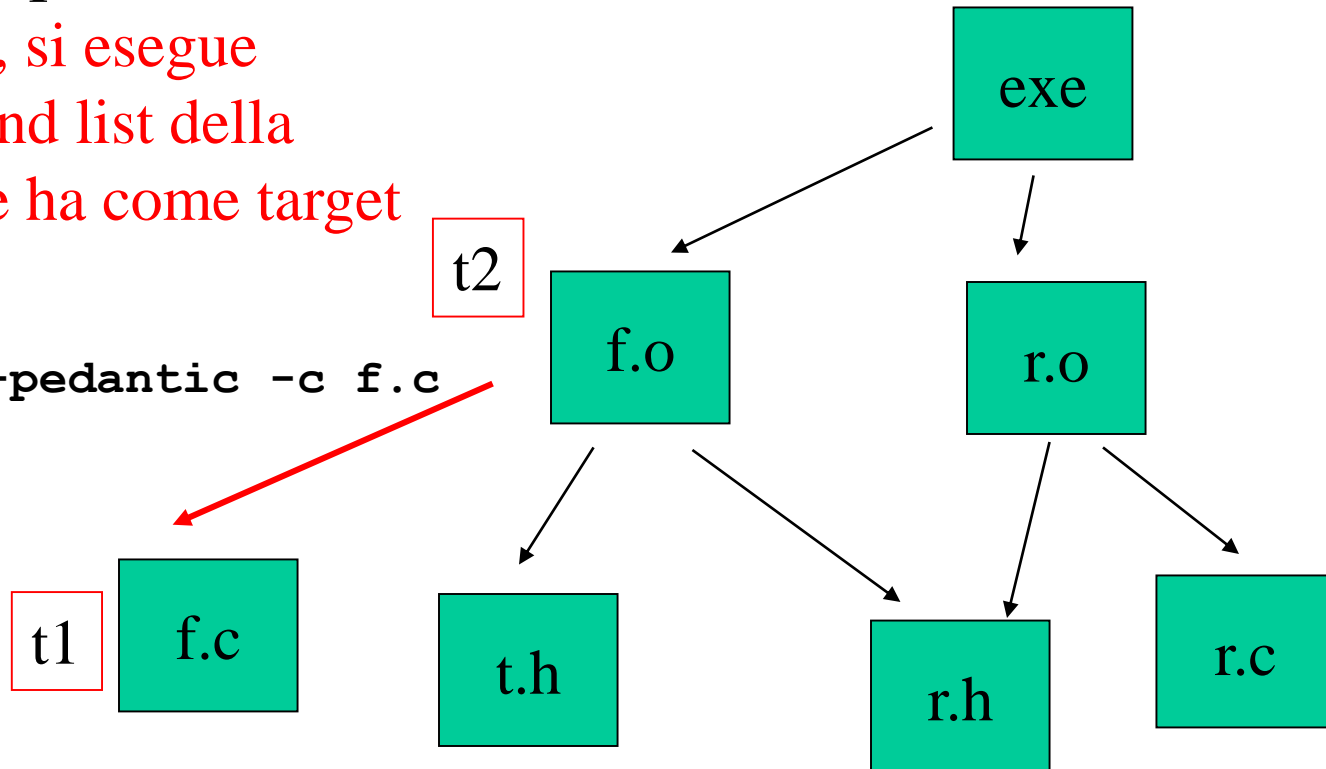 , si esegue
nd list della
e ha come target
-pedantic -c f.c
exe
t2
f.o
r.o
t1
f.c
t.h
r.h
r.c